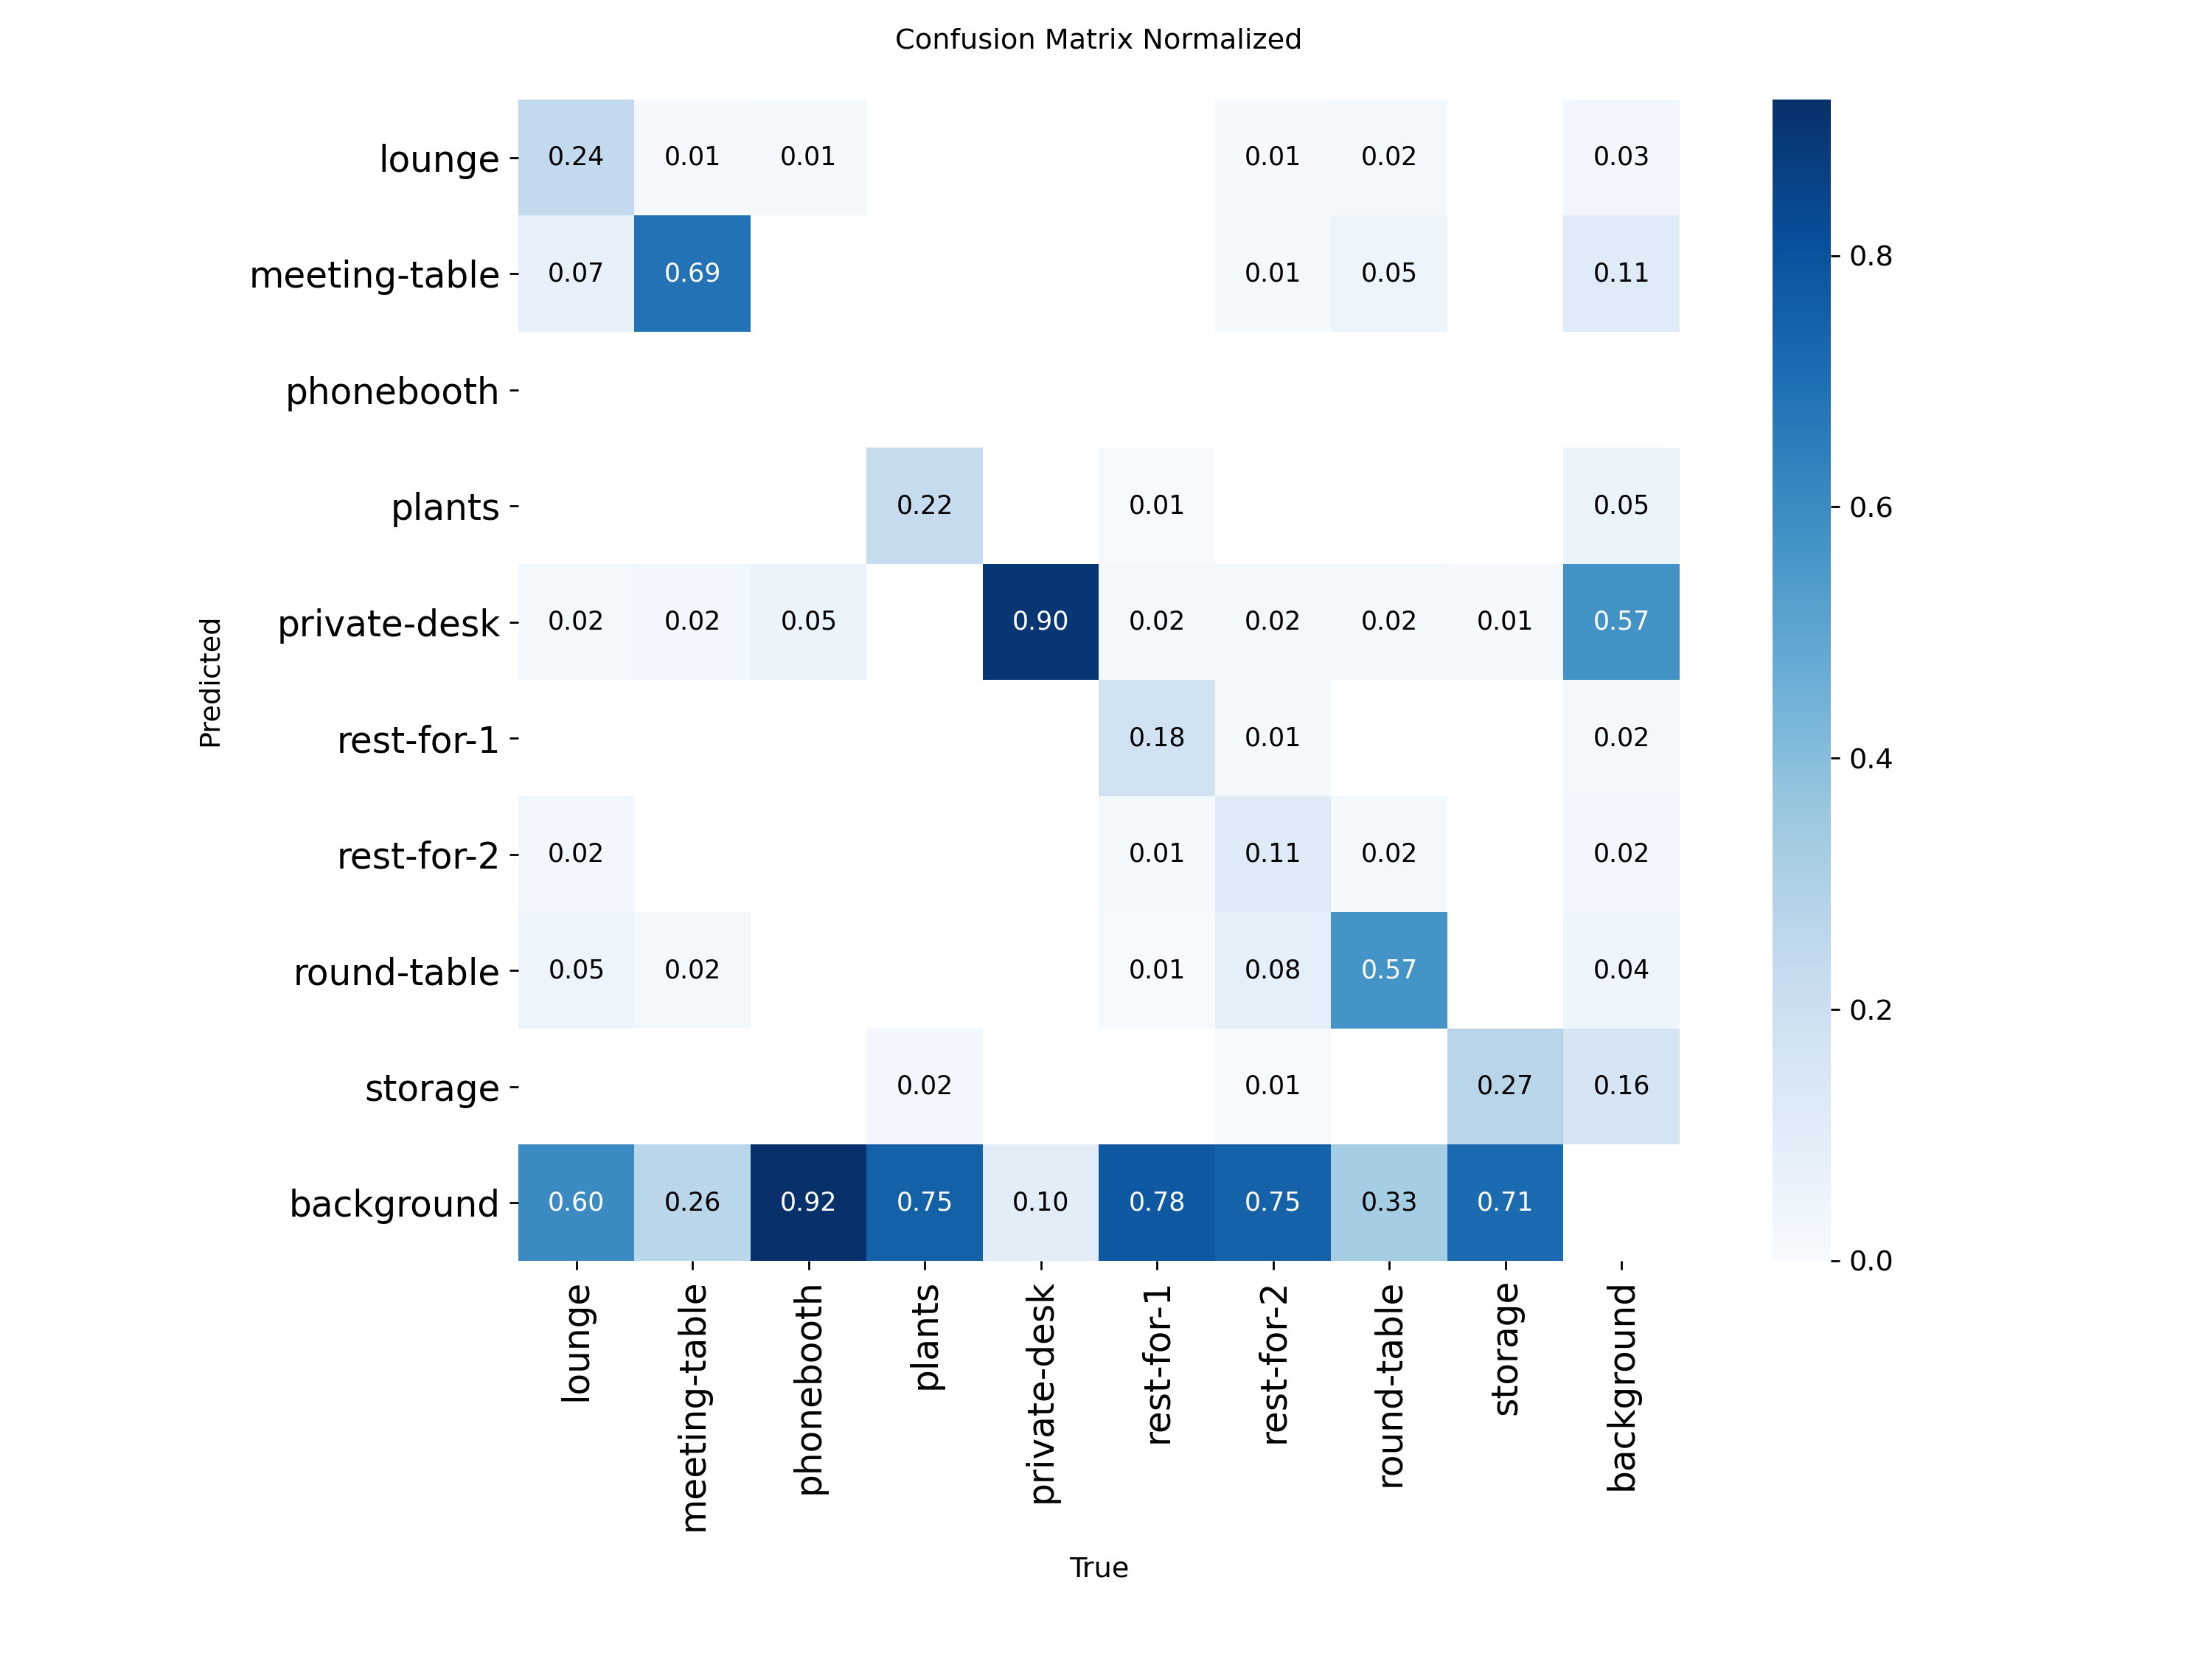 Confusion Matrix Normalized
lounge 0.24 0.01 0.01 0.01 0.02 0.03
meeting-table 0.07 0.69 0.01 0.05 0.11
phonebooth
plants 0.22 0.01 0.05
private-desk 0.02 0.02 0.05 0.90 0.02 0.02 0.02 0.01 0.57
rest-for-1 0.18 0.01 0.02
rest-for-2 0.02 0.01 0.11 0.02 0.02
round-table 0.05 0.02 0.01 0.08 0.57 0.04
storage 0.02 0.01 0.27 0.16
background 0.60 0.26 0.92 0.75 0.10 0.78 0.75 0.33 0.71
Predicted
lounge
meeting-table
phonebooth
plants
private-desk
rest-for-1
rest-for-2
round-table
storage
background
True
0.8
0.6
0.4
0.2
0.0